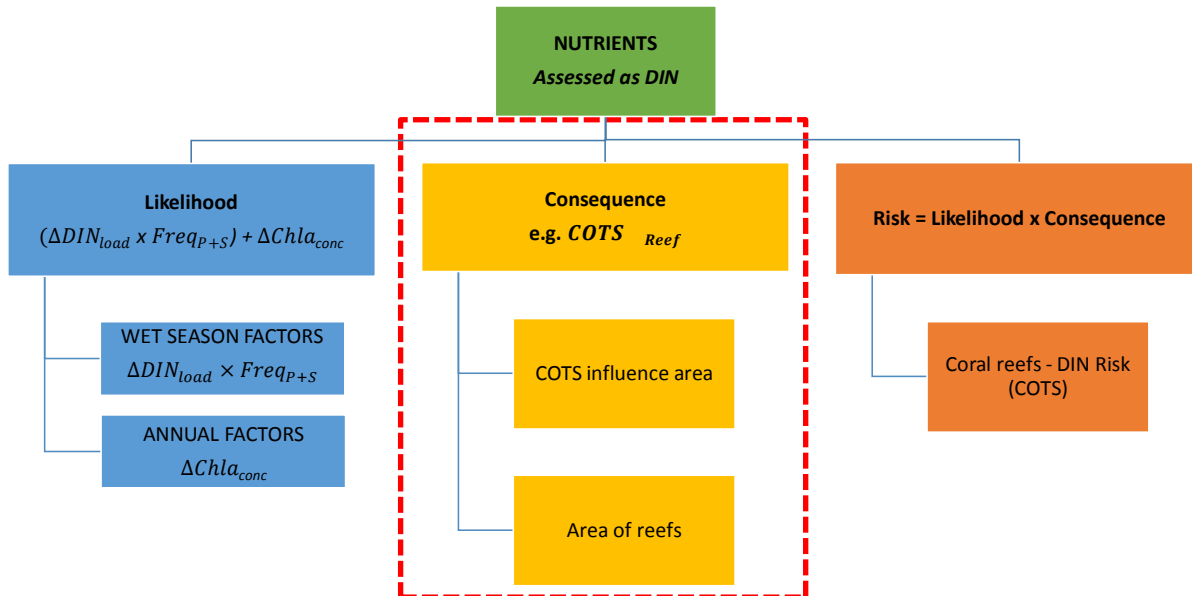 NUTRIENTS
Assessed as DIN
Likelihood
(ΔDIN_load x Freq_P+S) + ΔChla_conc
WET SEASON FACTORS
ΔDIN_load × Freq_P+S
ANNUAL FACTORS
ΔChla_conc
Consequence
e.g. COTS Reef
COTS influence area
Area of reefs
Risk = Likelihood x Consequence
Coral reefs - DIN Risk
(COTS)